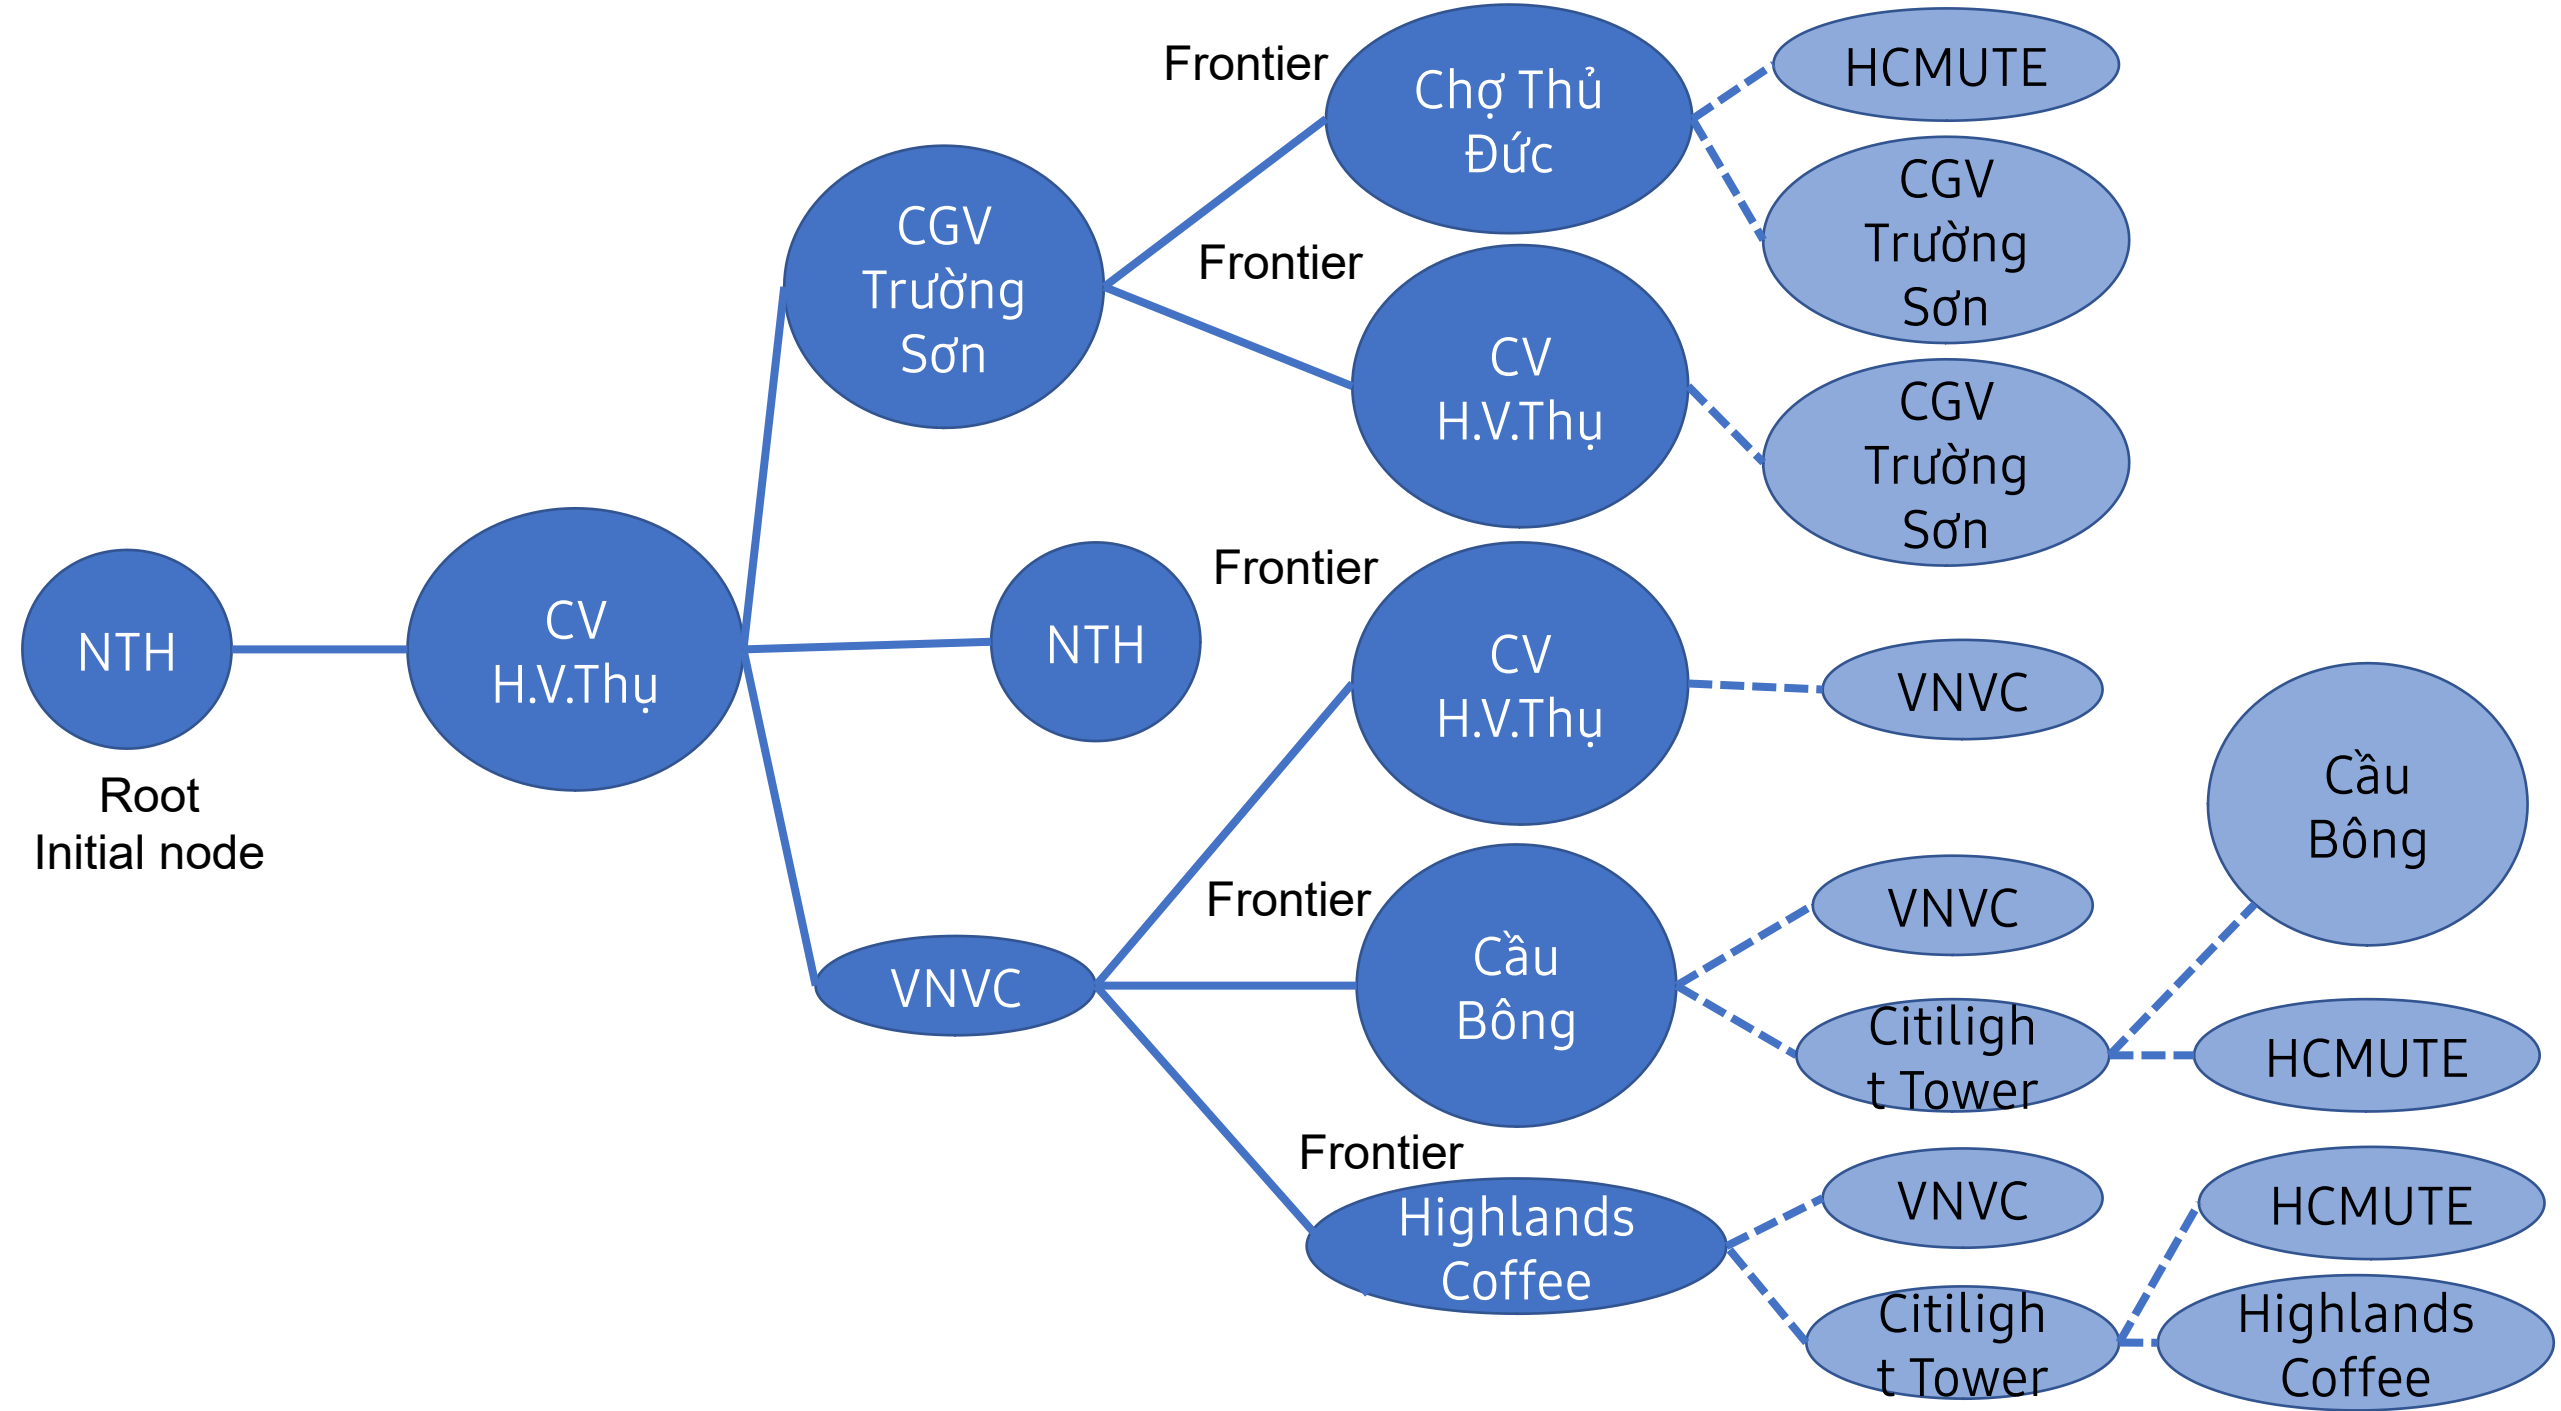 NTH
Root
Initial node
CV
H.V.Thụ
CGV
Trường
Sơn
NTH
VNVC
Frontier
Chợ Thủ
Đức
Frontier
CV
H.V.Thụ
Frontier
CV
H.V.Thụ
Frontier
Cầu
Bông
Frontier
Highlands
Coffee
HCMUTE
CGV
Trường
Sơn
CGV
Trường
Sơn
VNVC
VNVC
Citiligh
t Tower
VNVC
Citiligh
t Tower
Cầu
Bông
HCMUTE
HCMUTE
Highlands
Coffee